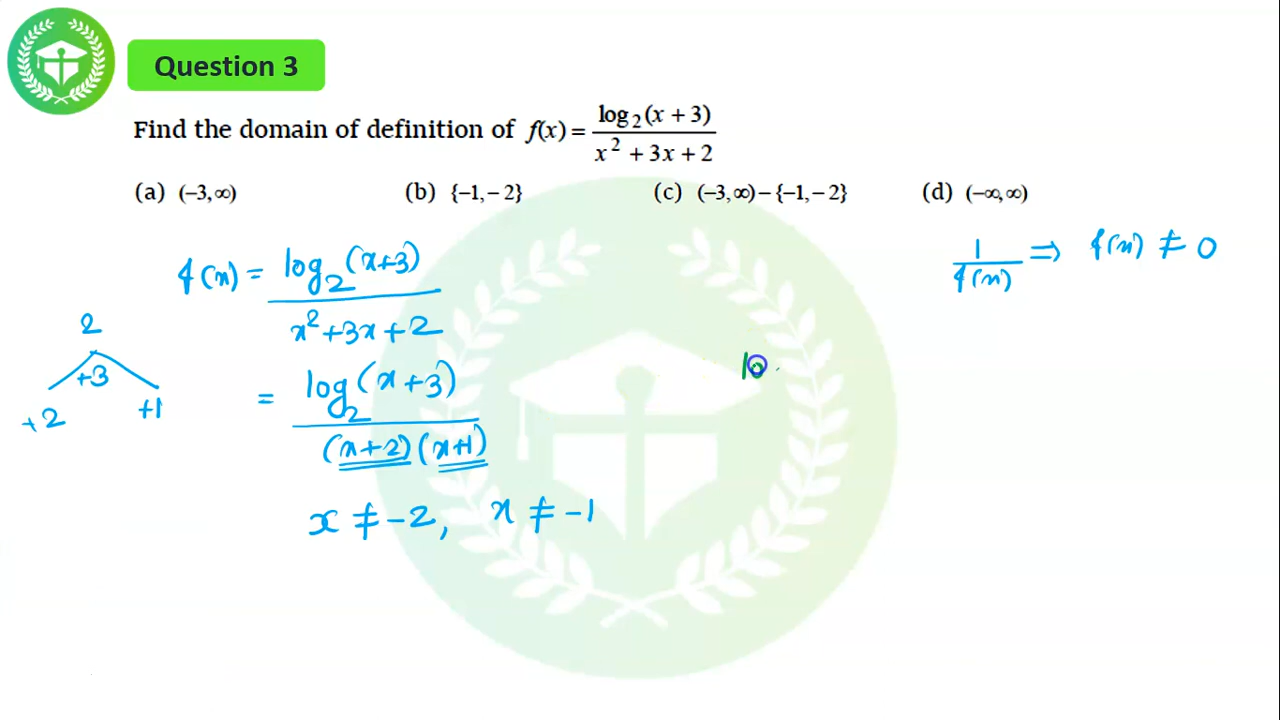 Question 3
Find the domain of definition of f(x) = log₂(x + 3) / x² + 3x + 2
(a) (−3, ∞) (b) {−1, −2} (c) (−3, ∞) − {−1, −2} (d) (−∞, ∞)
f(x) = log₂(x+3) / x²+3x+2
1 / f(x) ⇒ f(x) ≠ 0
2
+3
+2 +1
= log₂(x+3) / (x+2)(x+1)
lo
x ≠ −2, x ≠ −1